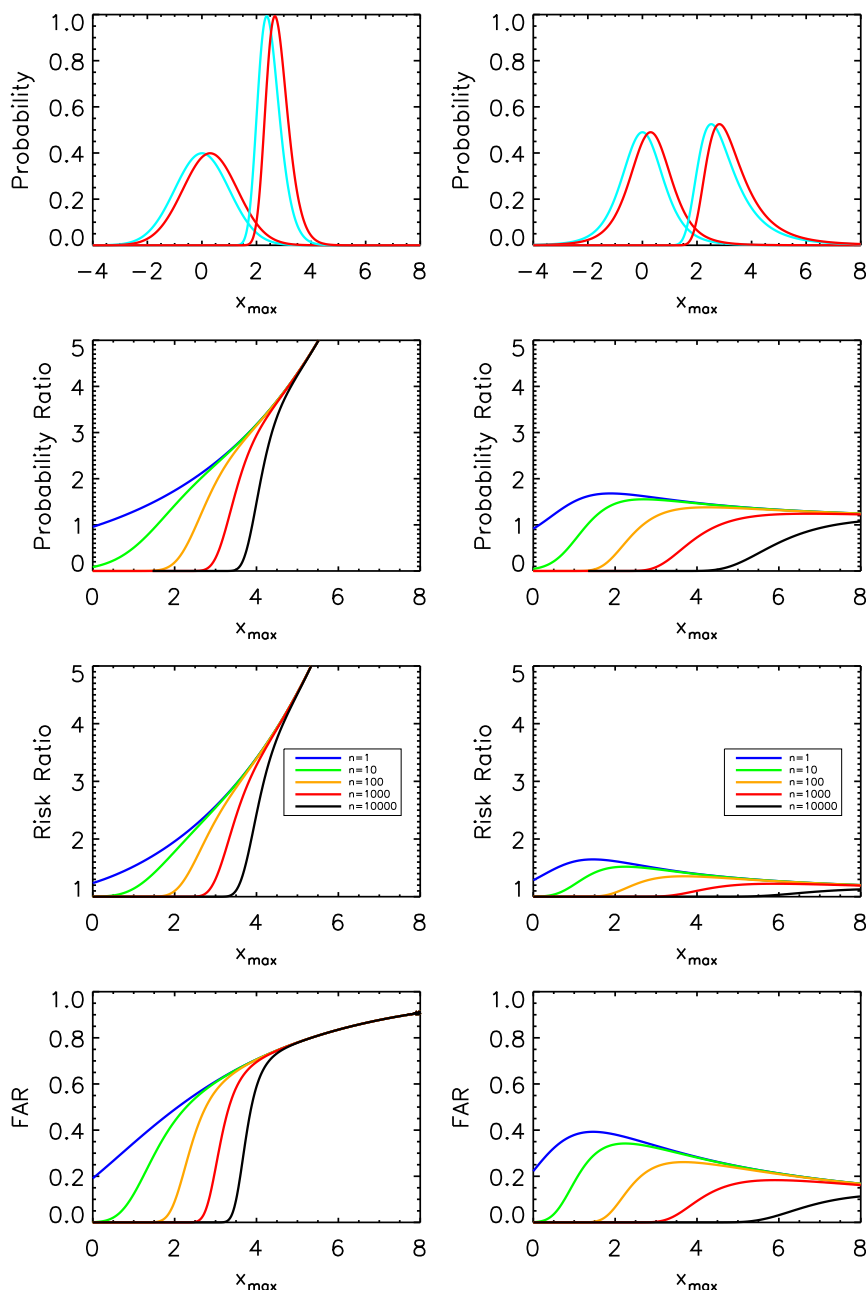 Probability
1.0
0.8
0.6
0.4
0.2
0.0
−4 −2 0 2 4 6 8
xmax
Probability
1.0
0.8
0.6
0.4
0.2
0.0
−4 −2 0 2 4 6 8
xmax
Probability Ratio
5
4
3
2
1
0
0 2 4 6 8
xmax
Probability Ratio
5
4
3
2
1
0
0 2 4 6 8
xmax
Risk Ratio
5
4
3
2
1
n=1
n=10
n=100
n=1000
n=10000
0 2 4 6 8
xmax
Risk Ratio
5
4
3
2
1
n=1
n=10
n=100
n=1000
n=10000
0 2 4 6 8
xmax
FAR
1.0
0.8
0.6
0.4
0.2
0.0
0 2 4 6 8
xmax
FAR
1.0
0.8
0.6
0.4
0.2
0.0
0 2 4 6 8
xmax